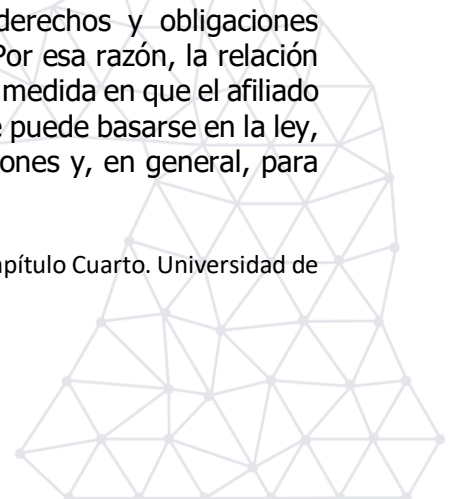 derechos y obligaciones
Por esa razón, la relación
medida en que el afiliado
puede basarse en la ley,
iones y, en general, para
apítulo Cuarto. Universidad de